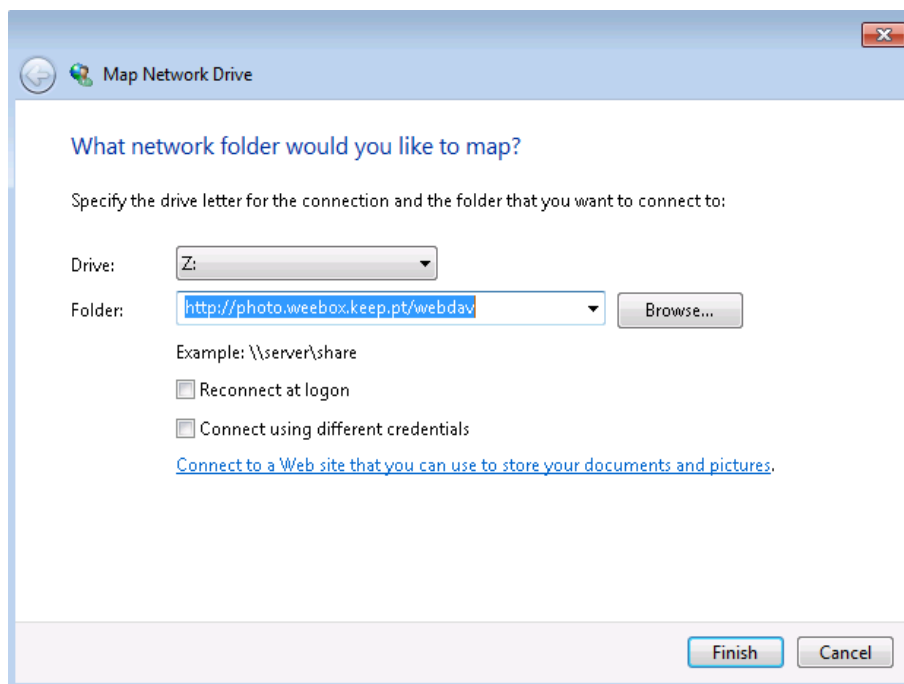 Map Network Drive
What network folder would you like to map?
Specify the drive letter for the connection and the folder that you want to connect to:
Drive: Z:
Folder: http://photo.weebox.keep.pt/webdav Browse...
Example: \\server\share
Reconnect at logon
Connect using different credentials
Connect to a Web site that you can use to store your documents and pictures.
Finish Cancel